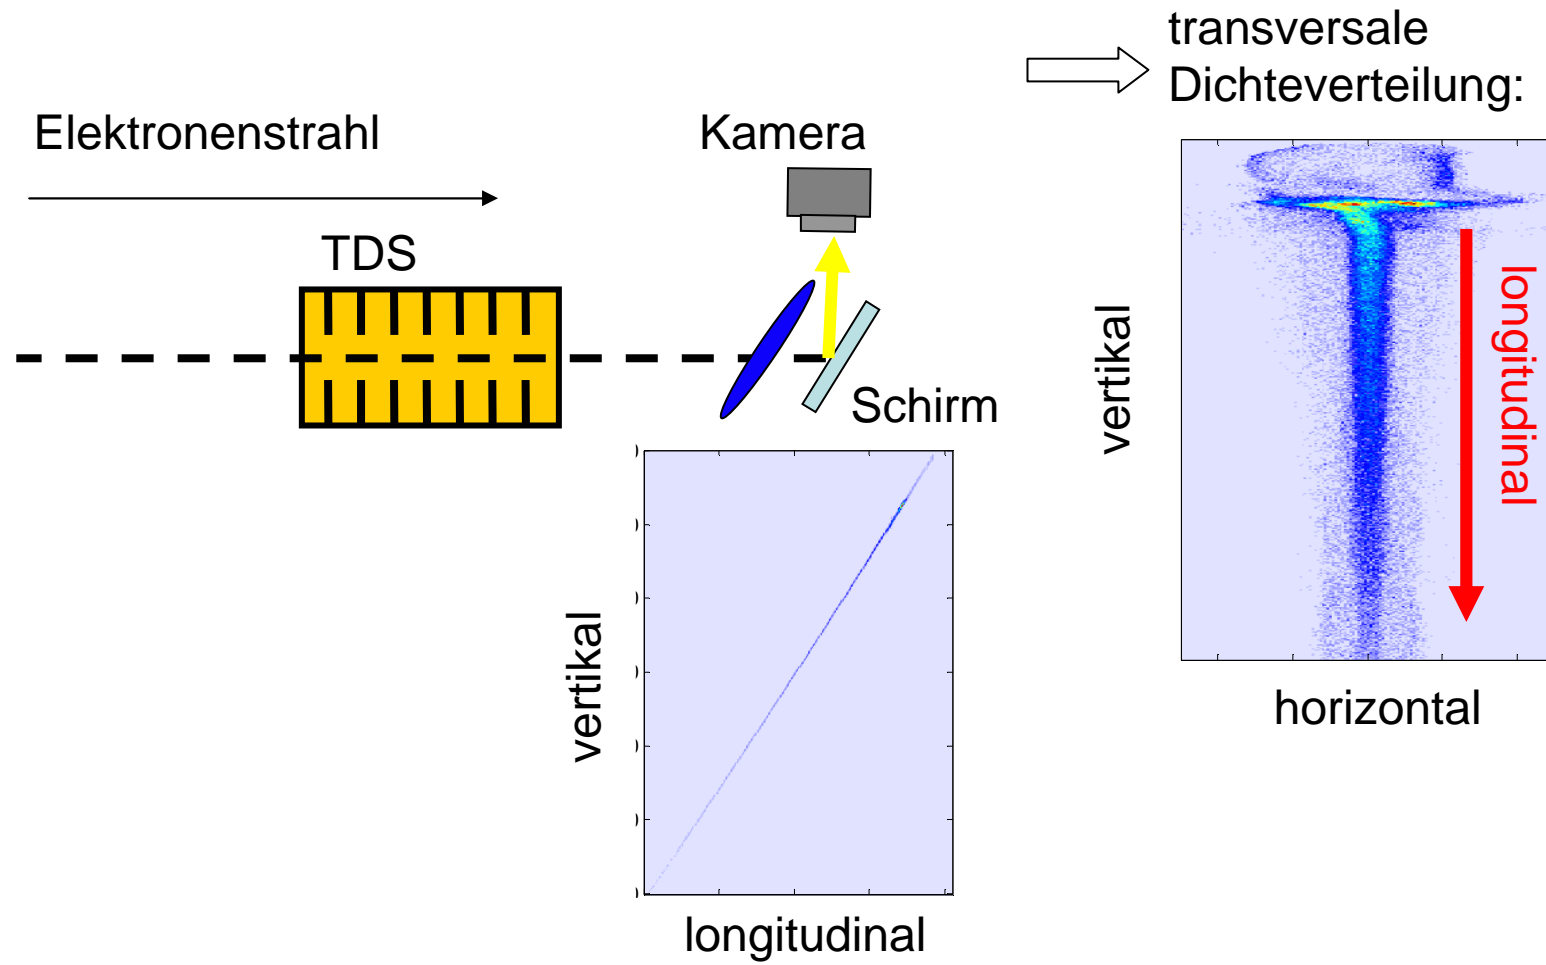 transversale
Dichteverteilung:
Elektronenstrahl
Kamera
TDS
Schirm
vertikal
longitudinal
vertikal
longitudinal
horizontal